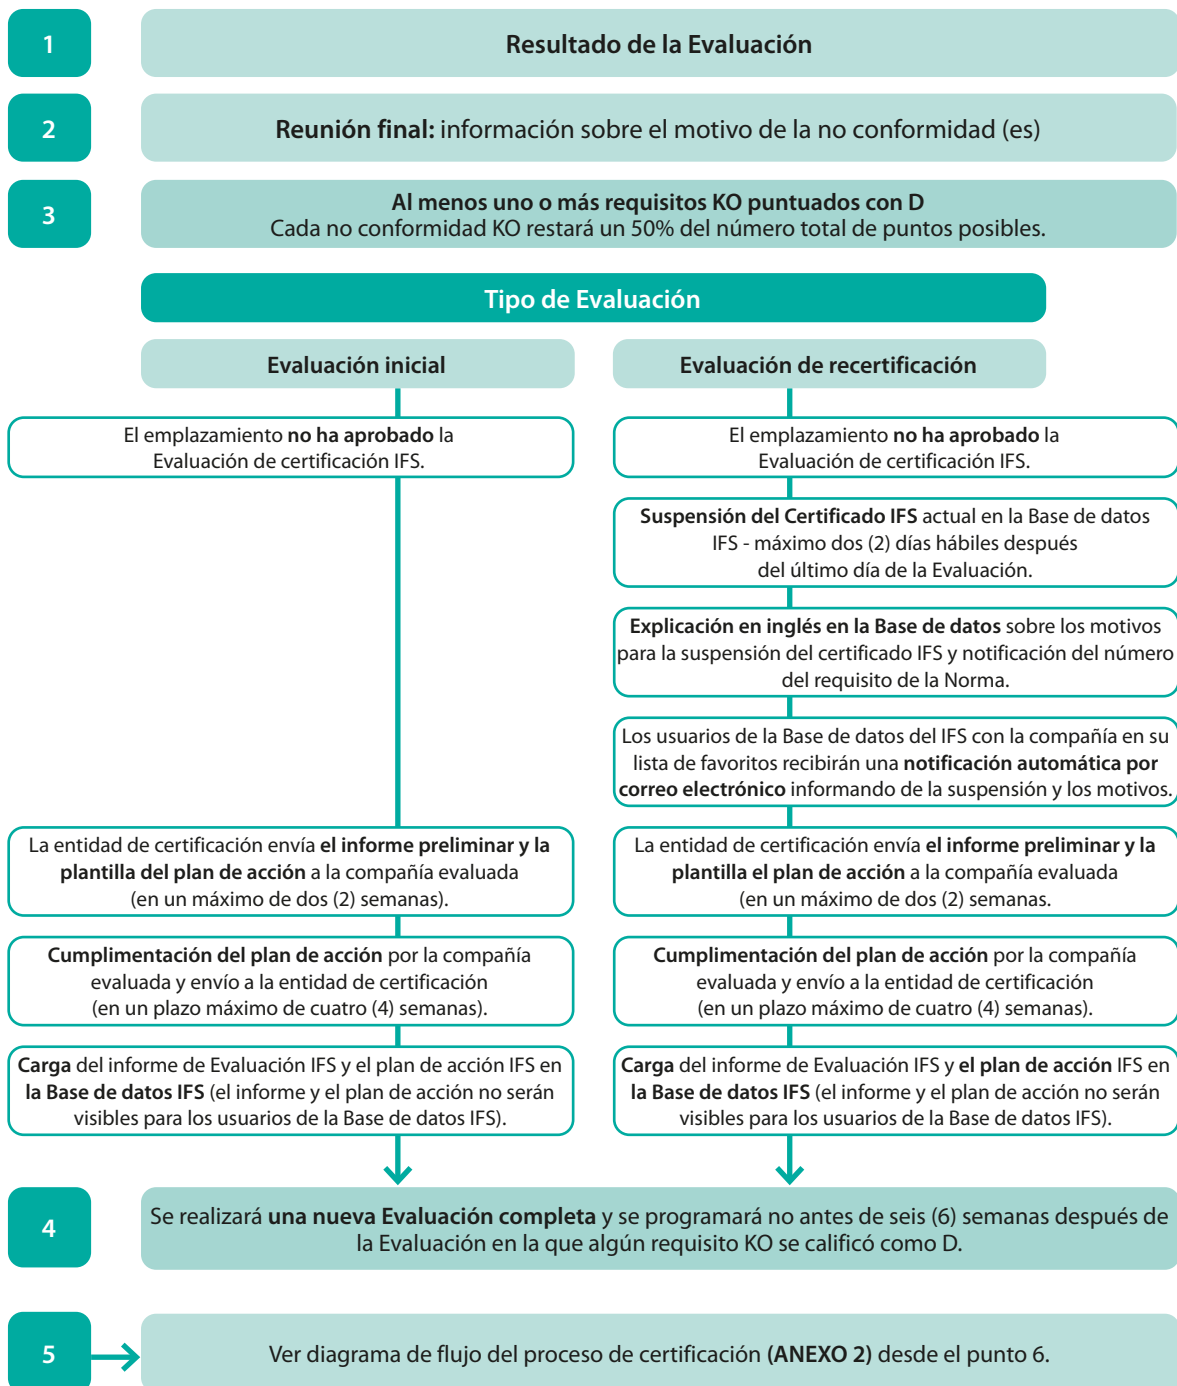 1
Resultado de la Evaluación
2
Reunión final: información sobre el motivo de la no conformidad (es)
3
Al menos uno o más requisitos KO puntuados con D
Cada no conformidad KO restará un 50% del número total de puntos posibles.
Tipo de Evaluación
Evaluación inicial
El emplazamiento no ha aprobado la
Evaluación de certificación IFS.
La entidad de certificación envía el informe preliminar y la
plantilla del plan de acción a la compañía evaluada
(en un máximo de dos (2) semanas).
Cumplimentación del plan de acción por la compañía
evaluada y envío a la entidad de certificación
(en un plazo máximo de cuatro (4) semanas).
Carga del informe de Evaluación IFS y el plan de acción IFS en
la Base de datos IFS (el informe y el plan de acción no serán
visibles para los usuarios de la Base de datos IFS).
Evaluación de recertificación
El emplazamiento no ha aprobado la
Evaluación de certificación IFS.
Suspensión del Certificado IFS actual en la Base de datos
IFS - máximo dos (2) días hábiles después
del último día de la Evaluación.
Explicación en inglés en la Base de datos sobre los motivos
para la suspensión del certificado IFS y notificación del número
del requisito de la Norma.
Los usuarios de la Base de datos del IFS con la compañía en su
lista de favoritos recibirán una notificación automática por
correo electrónico informando de la suspensión y los motivos.
La entidad de certificación envía el informe preliminar y la
plantilla el plan de acción a la compañía evaluada
(en un máximo de dos (2) semanas.
Cumplimentación del plan de acción por la compañía
evaluada y envío a la entidad de certificación
(en un plazo máximo de cuatro (4) semanas).
Carga del informe de Evaluación IFS y el plan de acción IFS en
la Base de datos IFS (el informe y el plan de acción no serán
visibles para los usuarios de la Base de datos IFS).
4
Se realizará una nueva Evaluación completa y se programará no antes de seis (6) semanas después de
la Evaluación en la que algún requisito KO se calificó como D.
5
Ver diagrama de flujo del proceso de certificación (ANEXO 2) desde el punto 6.